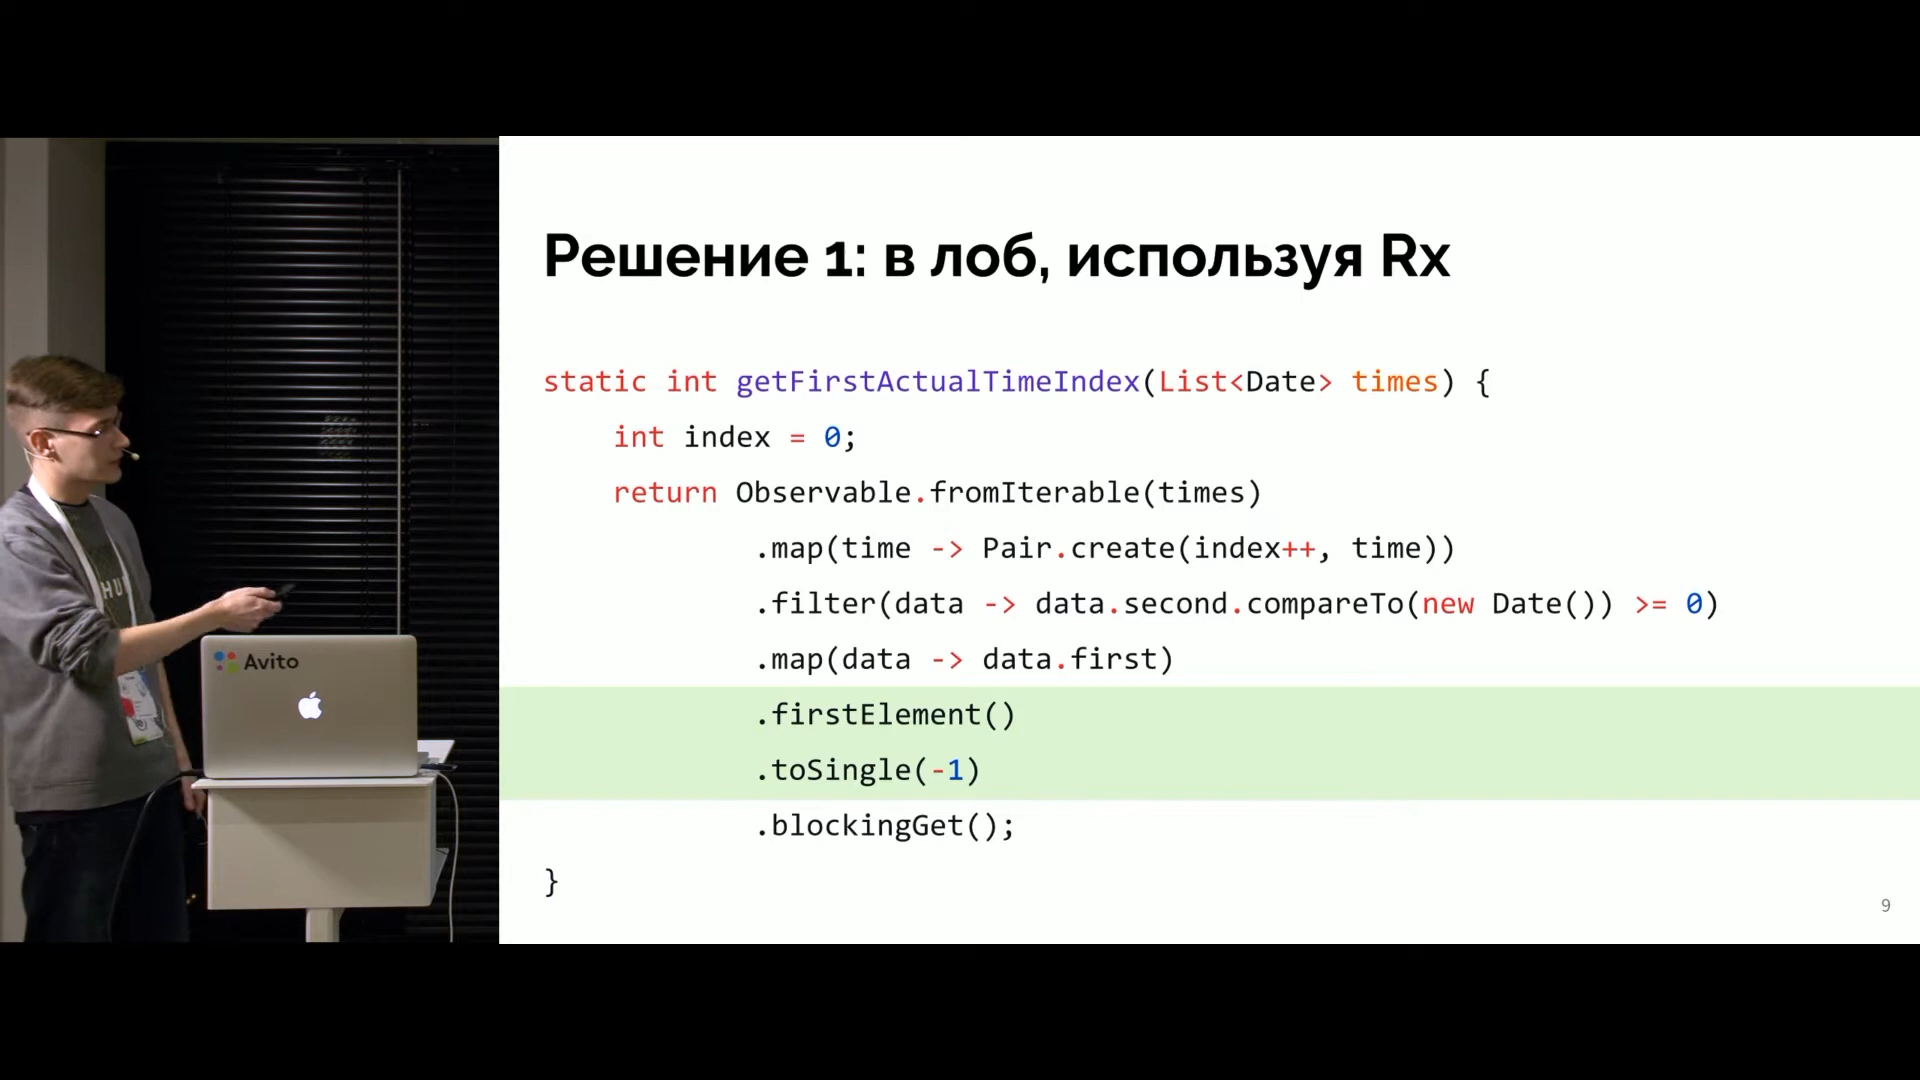 Решение 1: в лоб, используя Rx
static int getFirstActualTimeIndex(List<Date> times) {
int index = 0;
return Observable.fromIterable(times)
.map(time -> Pair.create(index++, time))
.filter(data -> data.second.compareTo(new Date()) >= 0)
.map(data -> data.first)
.firstElement()
.toSingle(-1)
.blockingGet();
}
9
Avito